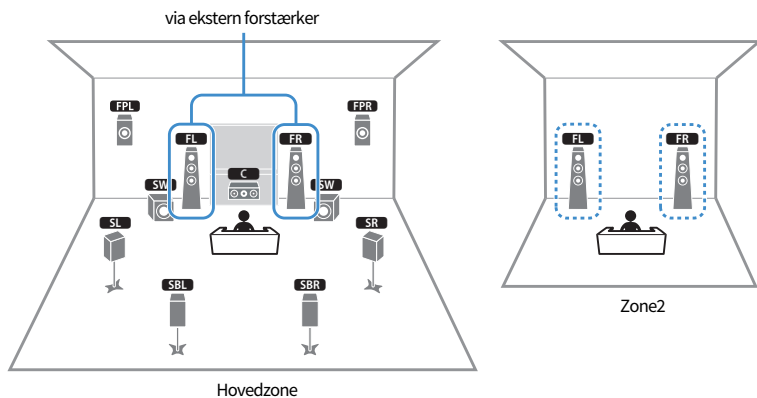 via ekstern forstærker
FPL FPR
FL FR FL FR
C
SW SW
SL SR
SBL SBR
Zone2
Hovedzone